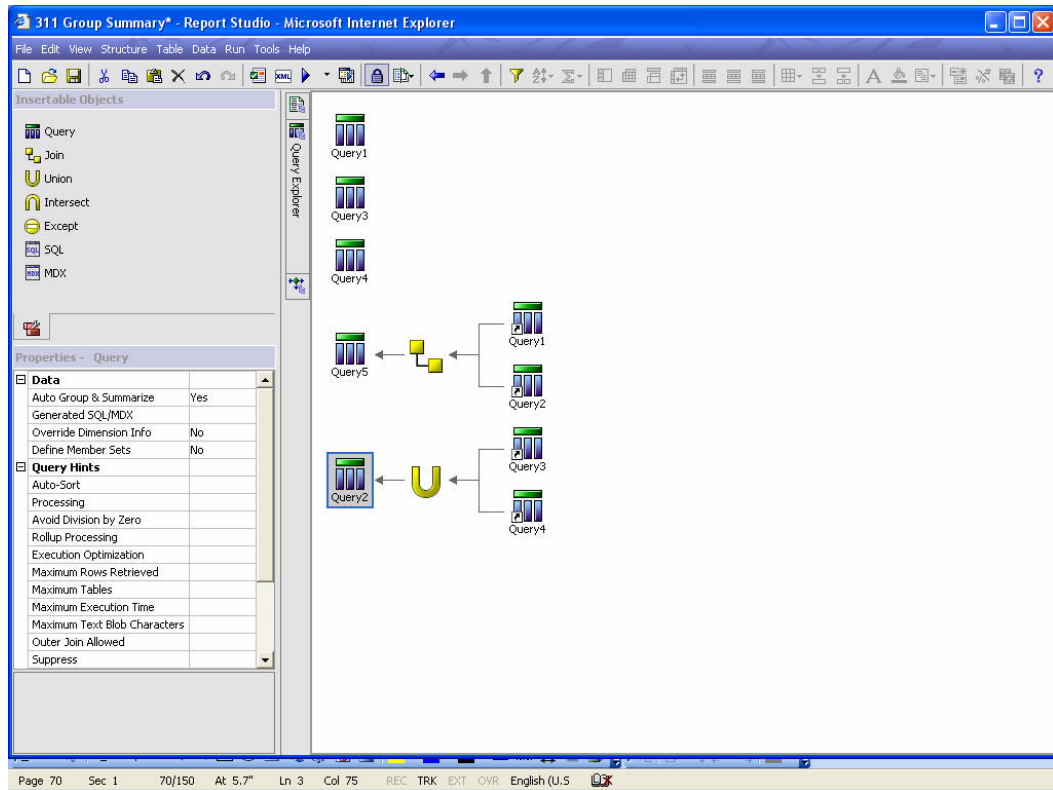 311 Group Summary* - Report Studio - Microsoft Internet Explorer
File Edit View Structure Table Data Run Tools Help
Insertable Objects
Query
Join
Union
Intersect
Except
SQL SQL
MDX MDX
Query Explorer
Query1
Query3
Query4
Query1
Query5
Query2
Query3
Query2
Query4
Properties - Query
Data
Auto Group & Summarize Yes
Generated SQL/MDX
Override Dimension Info No
Define Member Sets No
Query Hints
Auto-Sort
Processing
Avoid Division by Zero
Rollup Processing
Execution Optimization
Maximum Rows Retrieved
Maximum Tables
Maximum Execution Time
Maximum Text Blob Characters
Outer Join Allowed
Suppress
Page 70 Sec 1 70/150 At 5.7" Ln 3 Col 75 REC TRK EXT OVR English (U.S